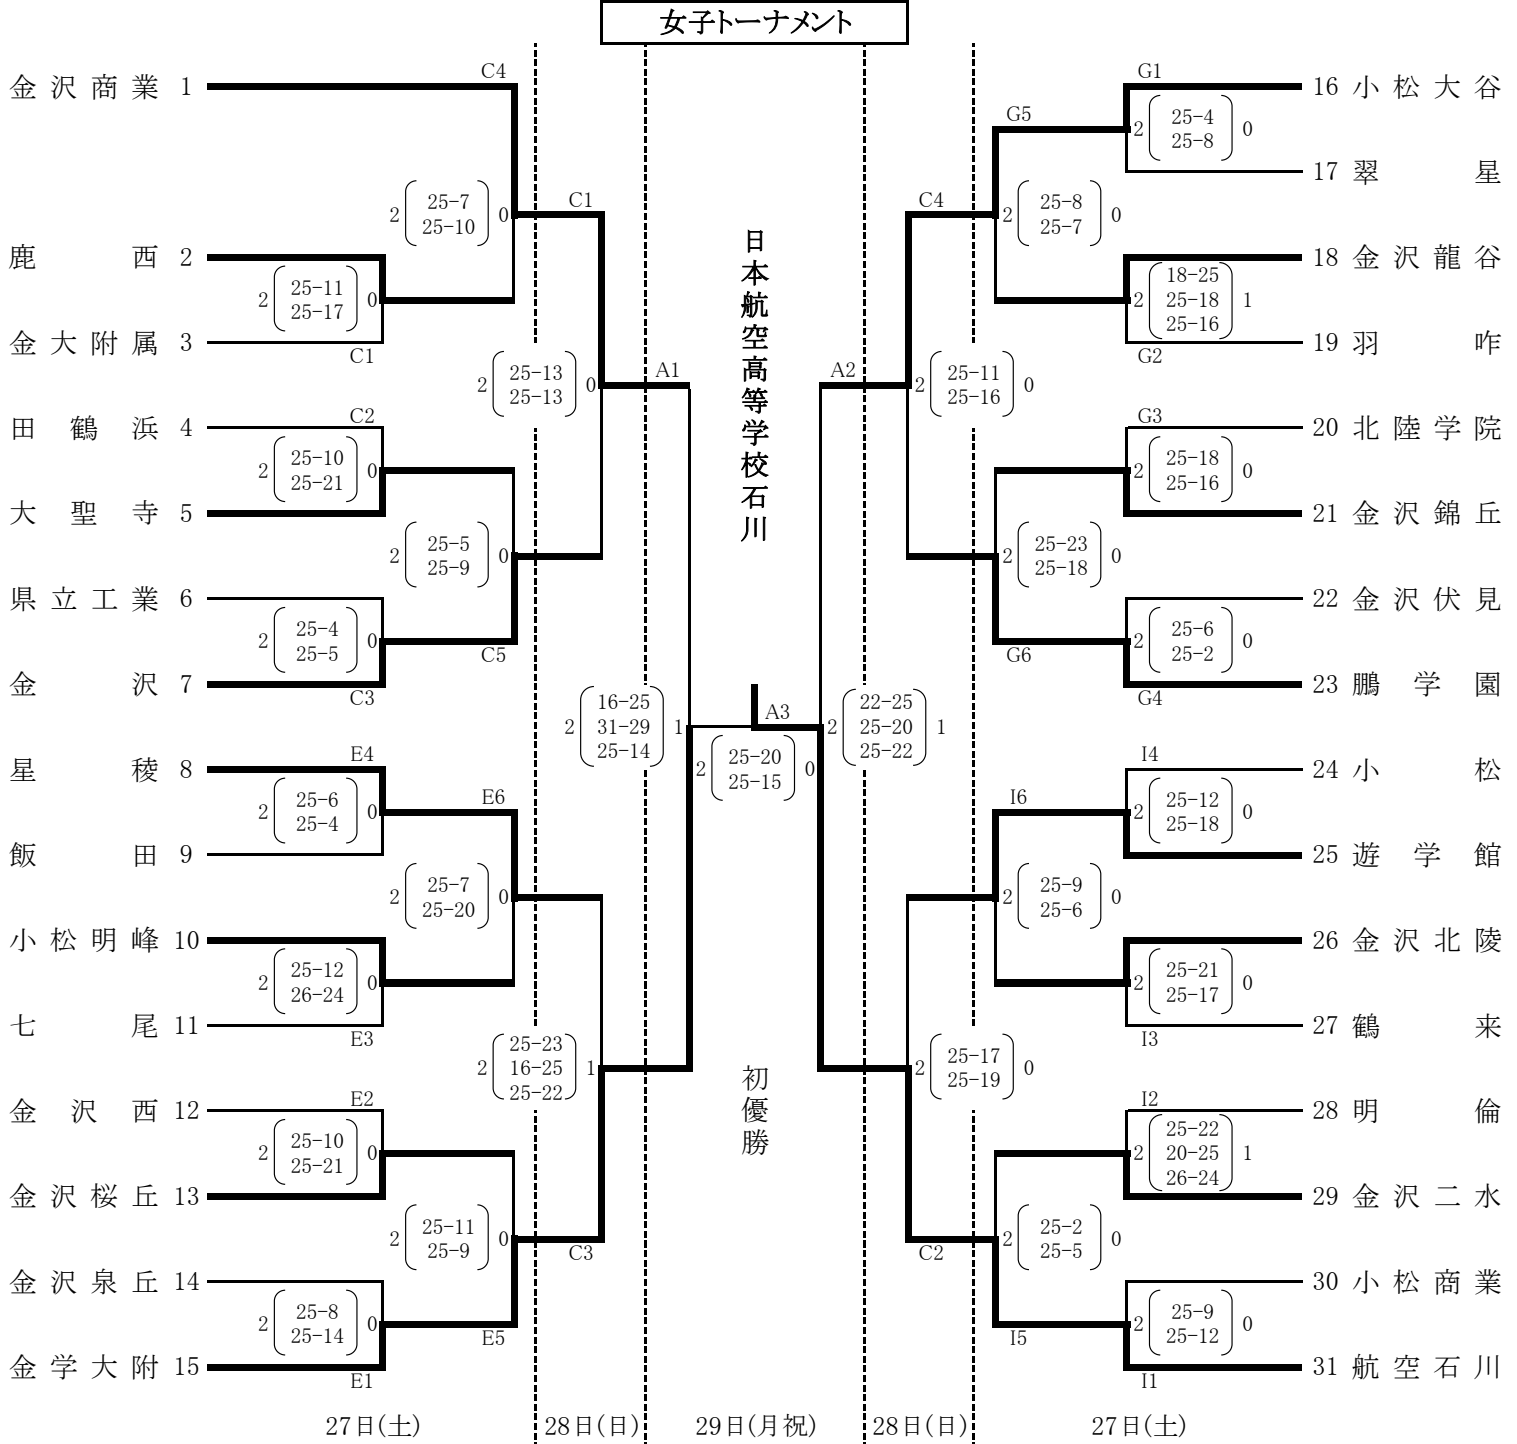 女子トーナメント
金沢商業 1
鹿西 2
金大附属 3
田鶴浜 4
大聖寺 5
県立工業 6
金沢 7
星稜 8
飯田 9
小松明峰 10
七尾 11
金沢西 12
金沢桜丘 13
金沢泉丘 14
金学大附 15
C4
2 25-7 0
25-10
2 25-11 0
25-17
C1
C2
2 25-10 0
25-21
2 25-5 0
25-9
2 25-4 0
25-5
C5
C3
E4
2 25-6 0
25-4
E6
2 25-7 0
25-20
2 25-12 0
26-24
E3
E2
2 25-10 0
25-21
2 25-11 0
25-9
2 25-8 0
25-14
E5
E1
C1
2 25-13 0
25-13
A1
16-25
2 31-29 1
25-14
25-23
2 16-25 1
25-22
C3
日本航空高等学校石川
A3
2 25-20 0
25-15
初優勝
A2
C4
2 25-11 0
25-16
22-25
2 25-20 1
25-22
2 25-17 0
25-19
C2
G5
G1
2 25-4 0
25-8
2 25-8 0
25-7
18-25
2 25-18 1
25-16
G2
G3
2 25-18 0
25-16
2 25-23 0
25-18
2 25-6 0
25-2
G6
G4
I4
2 25-12 0
25-18
I6
2 25-9 0
25-6
2 25-21 0
25-17
I3
I2
25-22
2 20-25 1
26-24
2 25-2 0
25-5
2 25-9 0
25-12
I5
I1
16 小松大谷
17 翠星
18 金沢龍谷
19 羽咋
20 北陸学院
21 金沢錦丘
22 金沢伏見
23 鵬学園
24 小松
25 遊学館
26 金沢北陵
27 鶴来
28 明倫
29 金沢二水
30 小松商業
31 航空石川
27日(土) 28日(日) 29日(月祝) 28日(日) 27日(土)